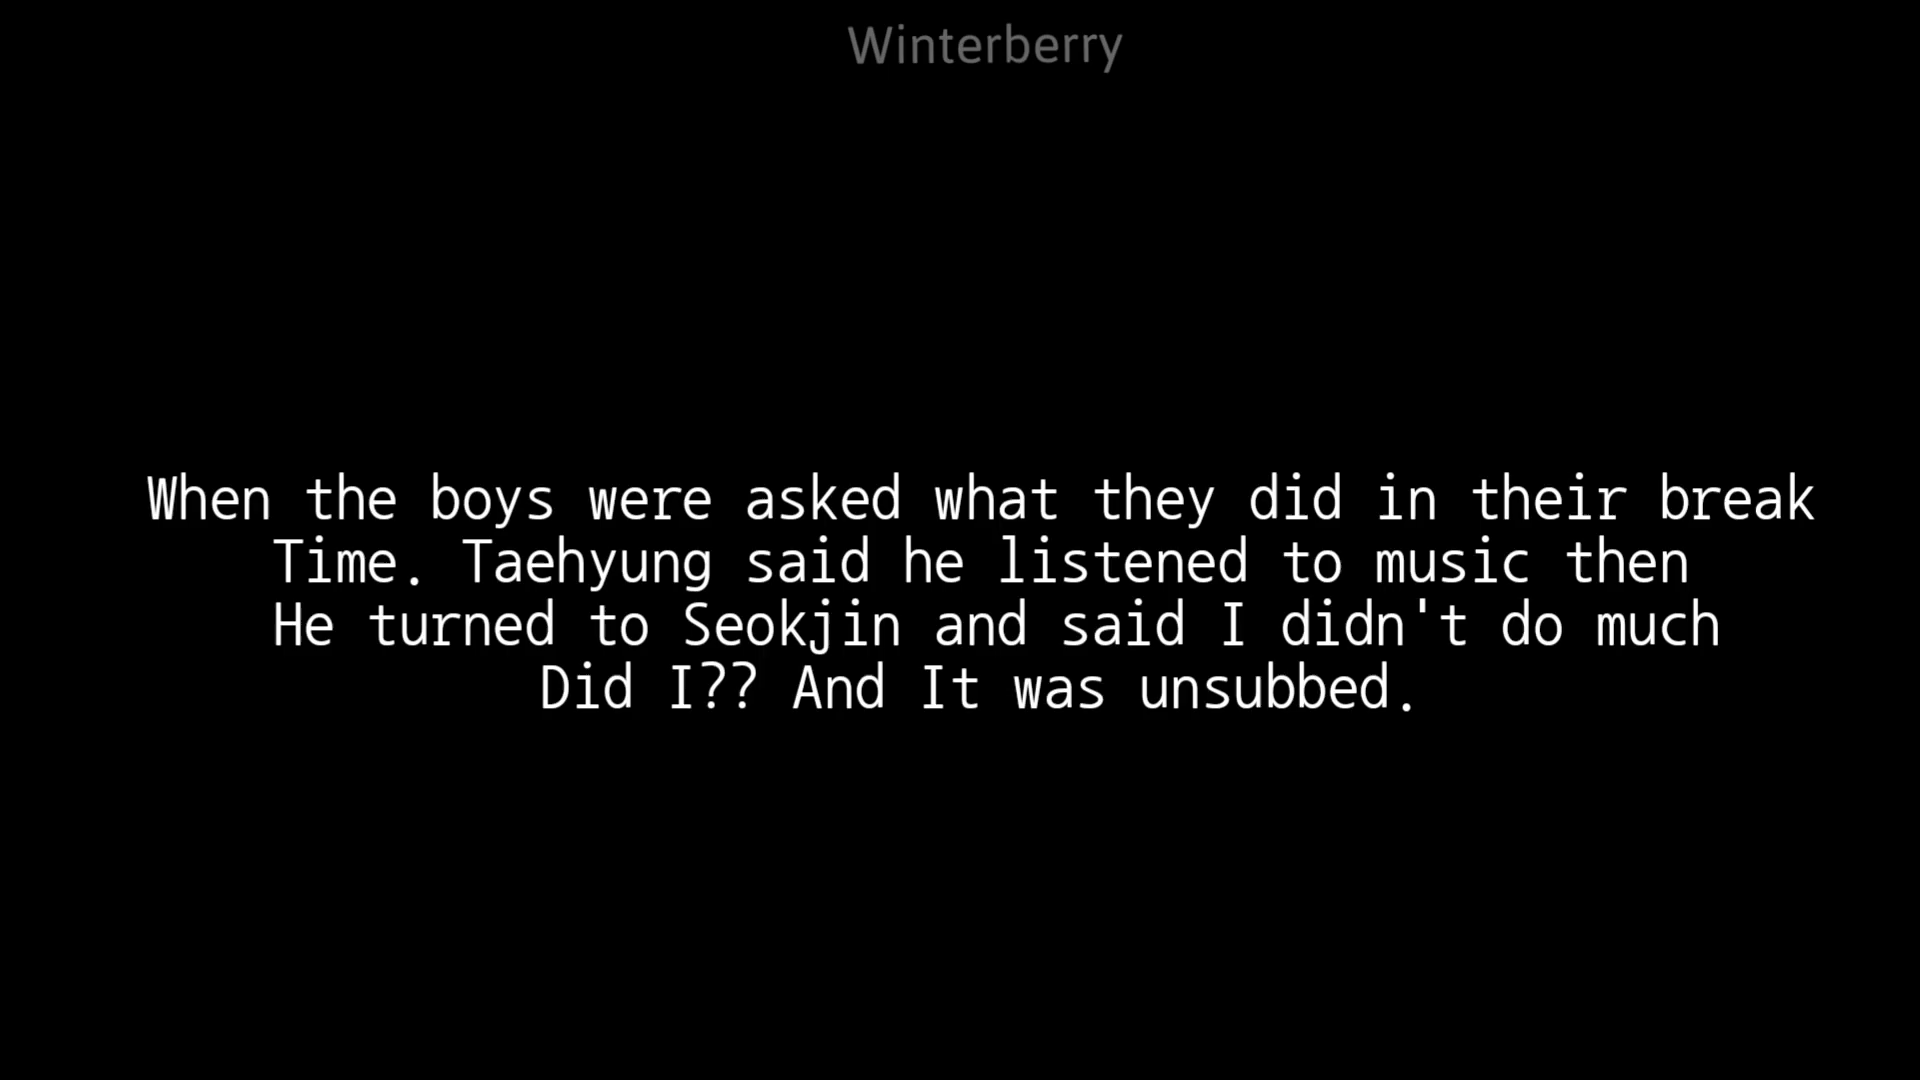 Winterberry
When the boys were asked what they did in their break
Time. Taehyung said he listened to music then
He turned to Seokjin and said I didn't do much
Did I?? And It was unsubbed.